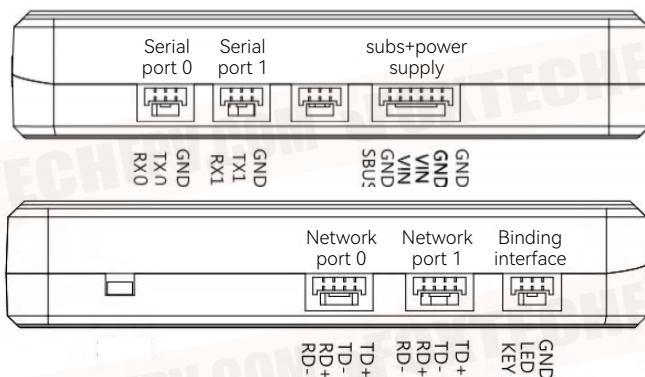 Serial port 0
Serial port 1
subs+power supply
RX0
TX0
GND
RX1
TX1
GND
SBUS
GND
VIN
VIN
GND
GND
Network port 0
Network port 1
Binding interface
RD-
RD+
TD-
TD+
RD-
RD+
TD-
TD+
KEY
LED
GND